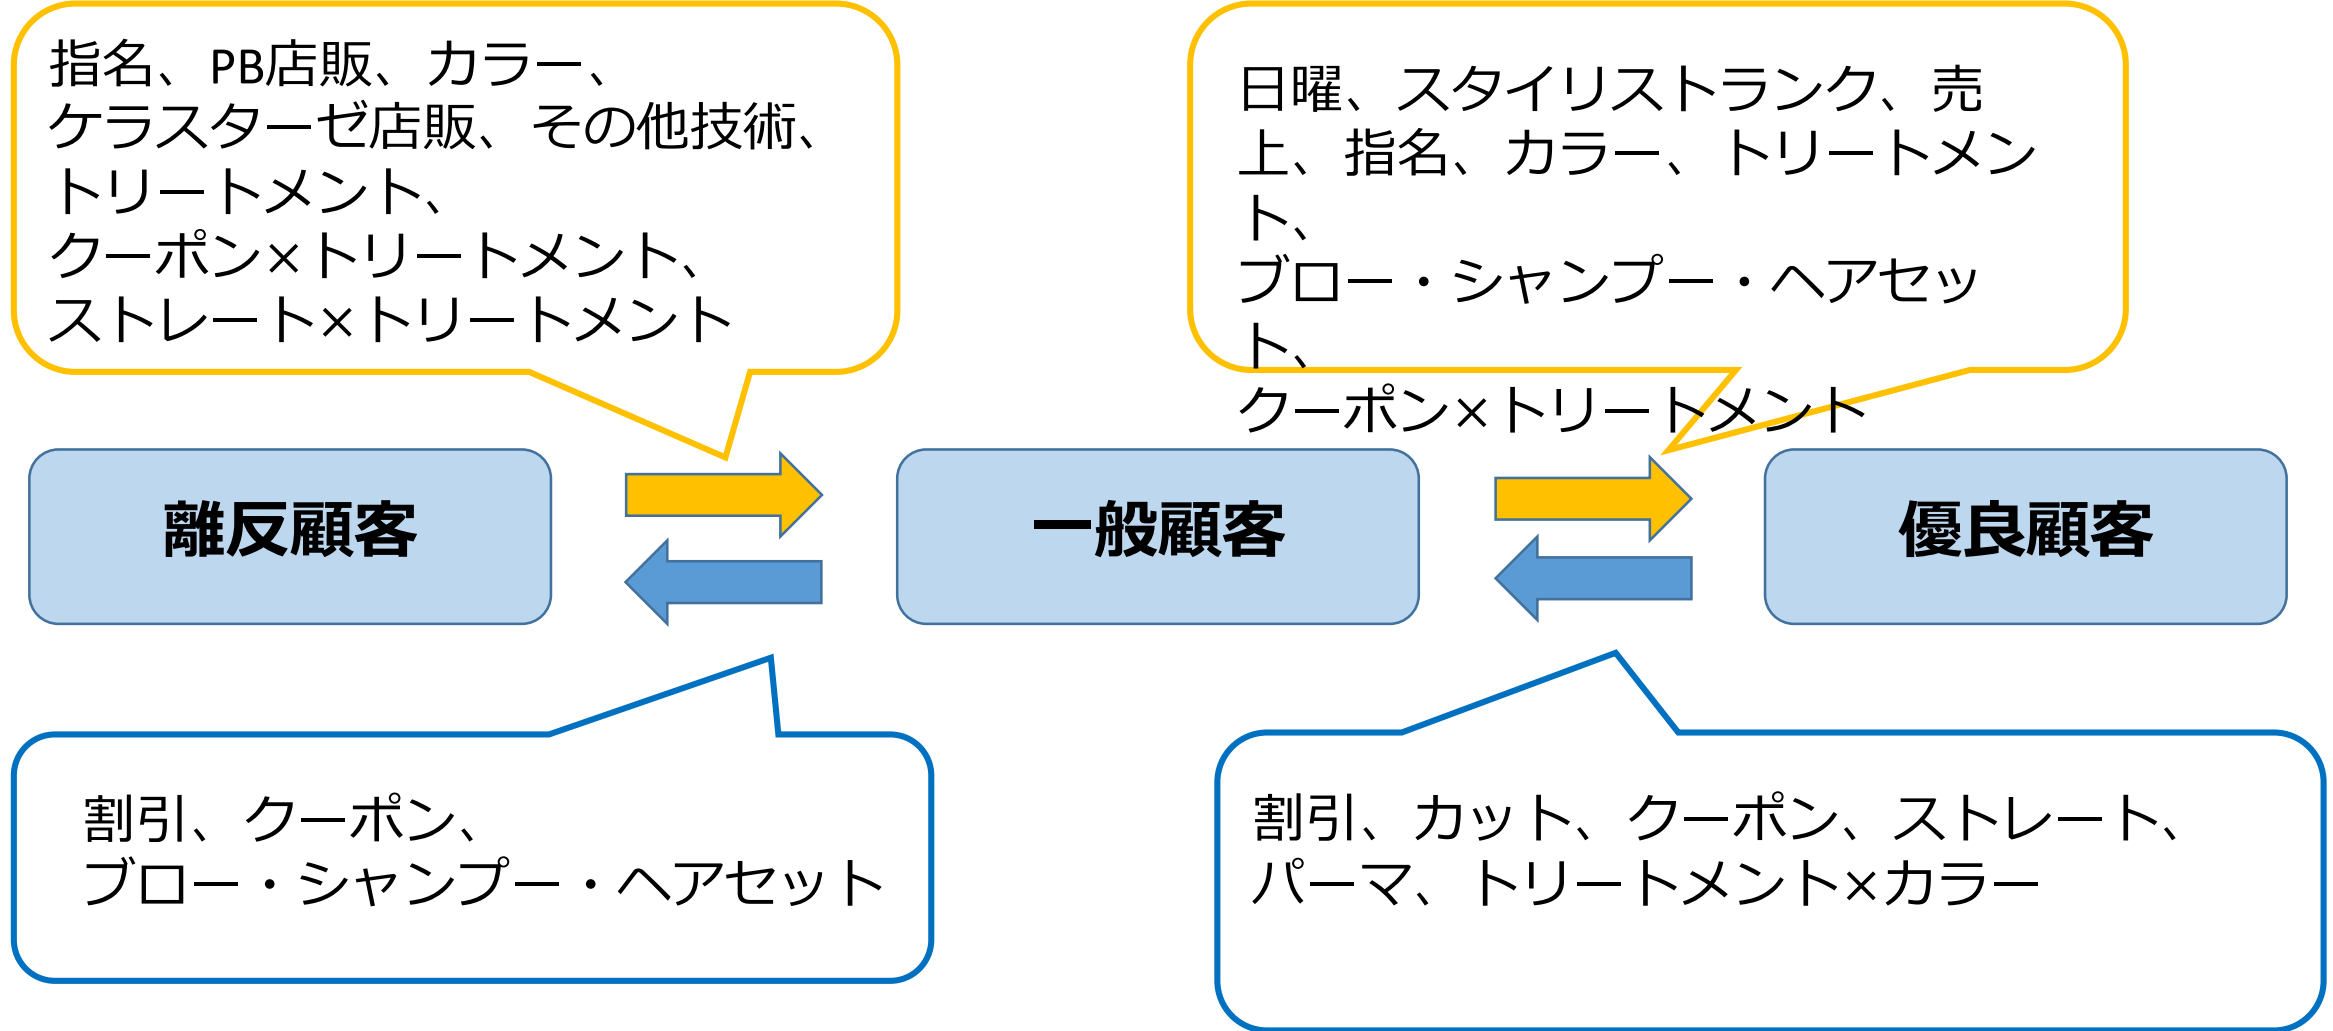 指名、PB店販、カラー、
ケラスターゼ店販、その他技術、
トリートメント、
クーポン×トリートメント、
ストレート×トリートメント
日曜、スタイリストランク、売
上、指名、カラー、トリートメン
ト、
ブロー・シャンプー・ヘアセッ
ト、
クーポン×トリートメント
離反顧客
一般顧客
優良顧客
割引、クーポン、
ブロー・シャンプー・ヘアセット
割引、カット、クーポン、ストレート、
パーマ、トリートメント×カラー